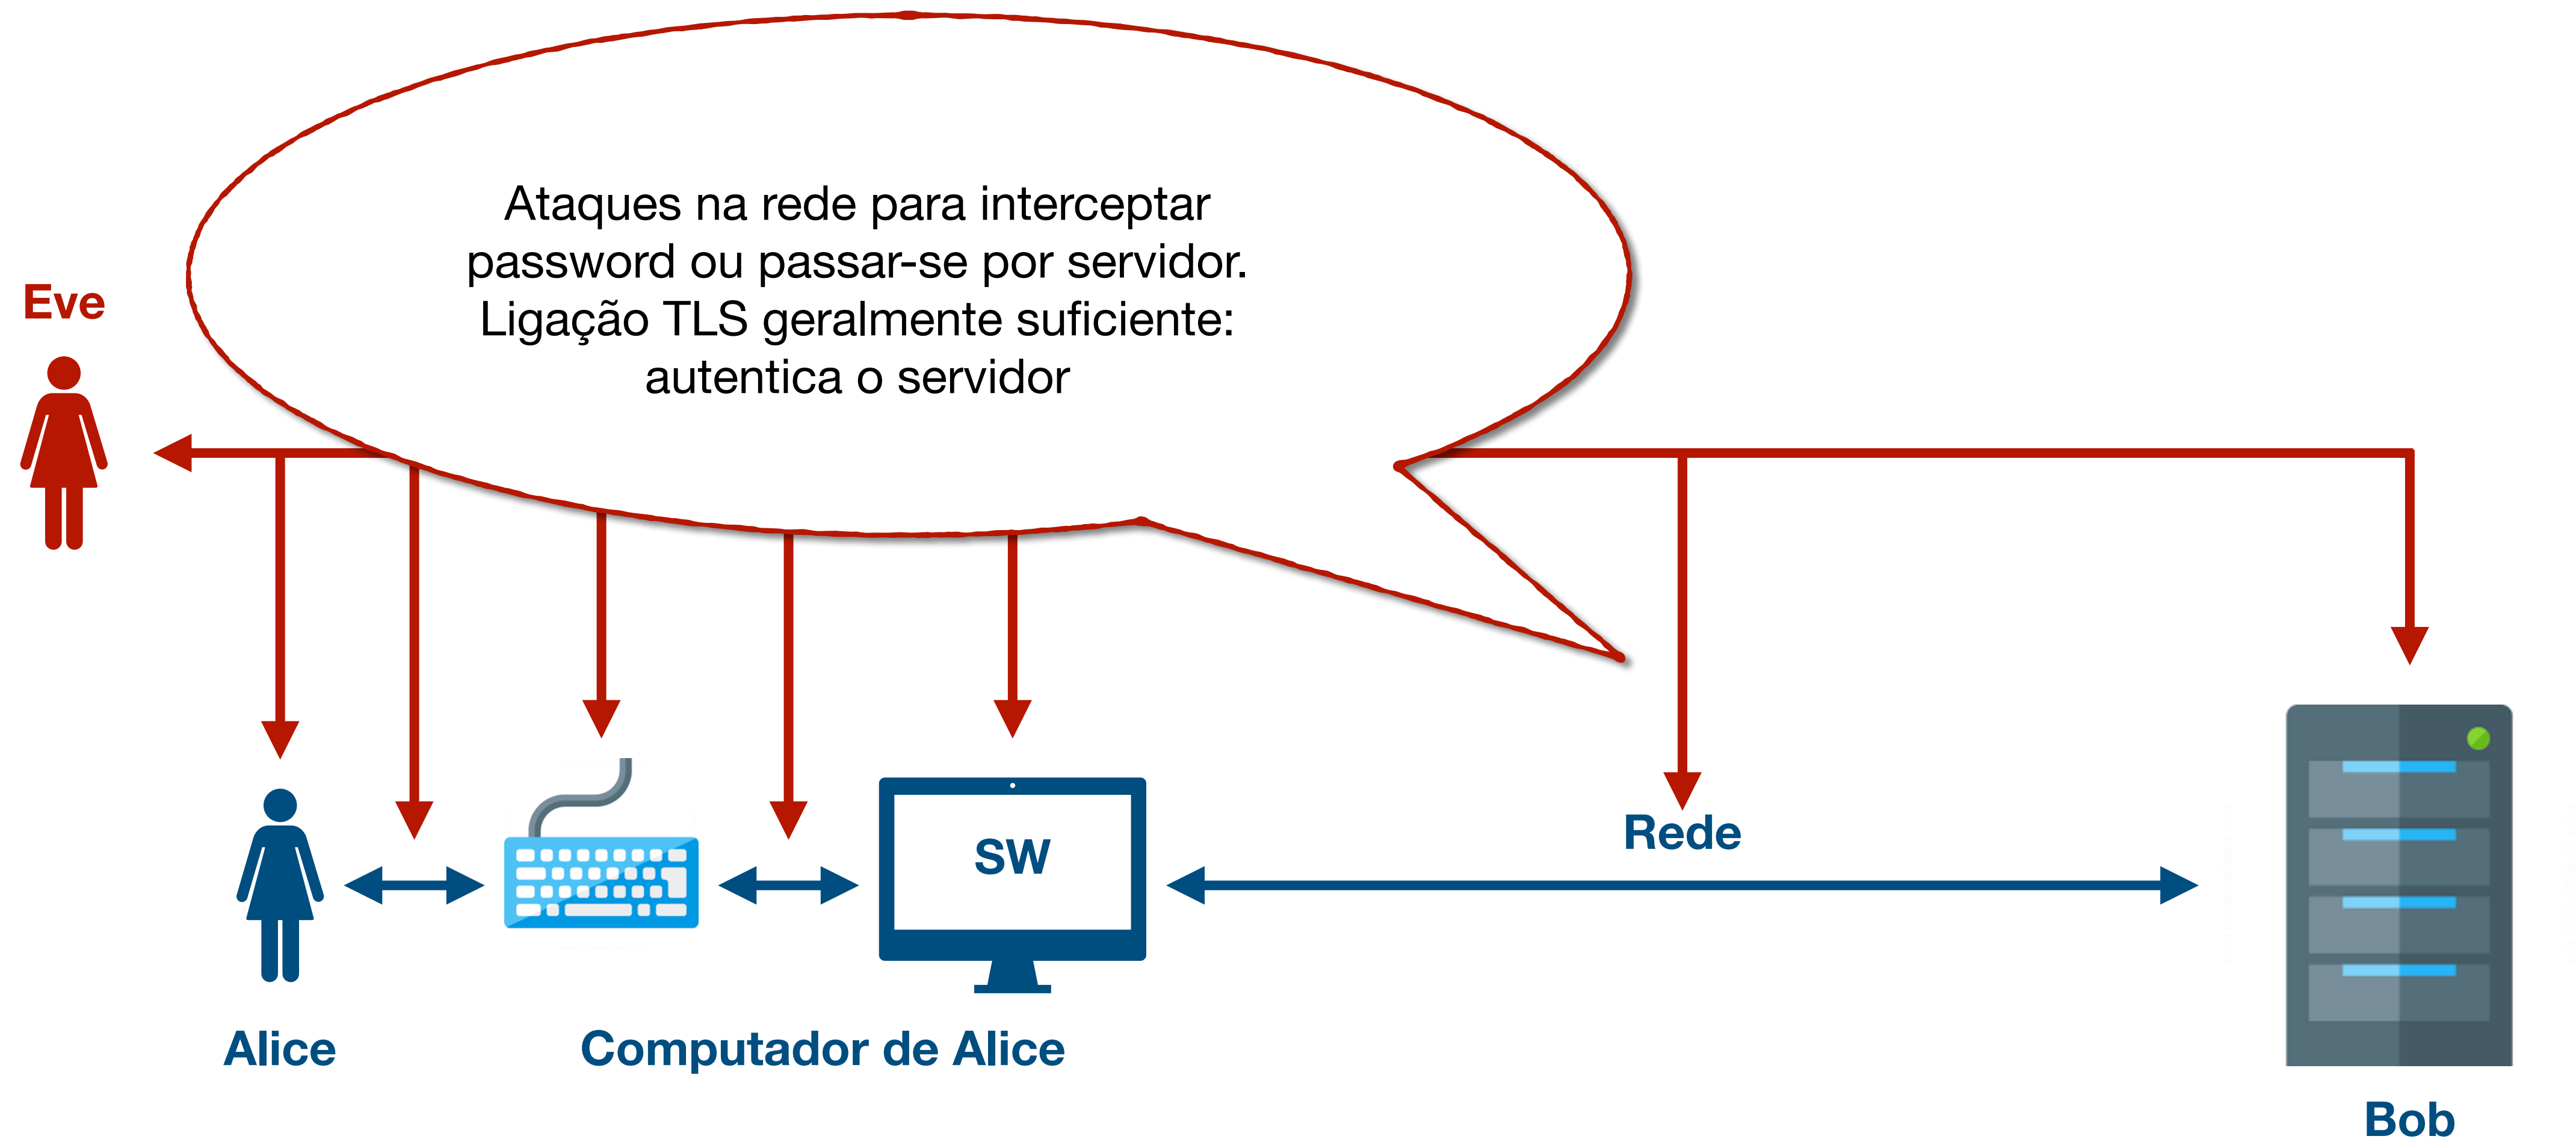 Ataques na rede para interceptar
password ou passar-se por servidor.
Ligação TLS geralmente suficiente:
autentica o servidor
Eve
SW
Rede
Alice
Computador de Alice
Bob